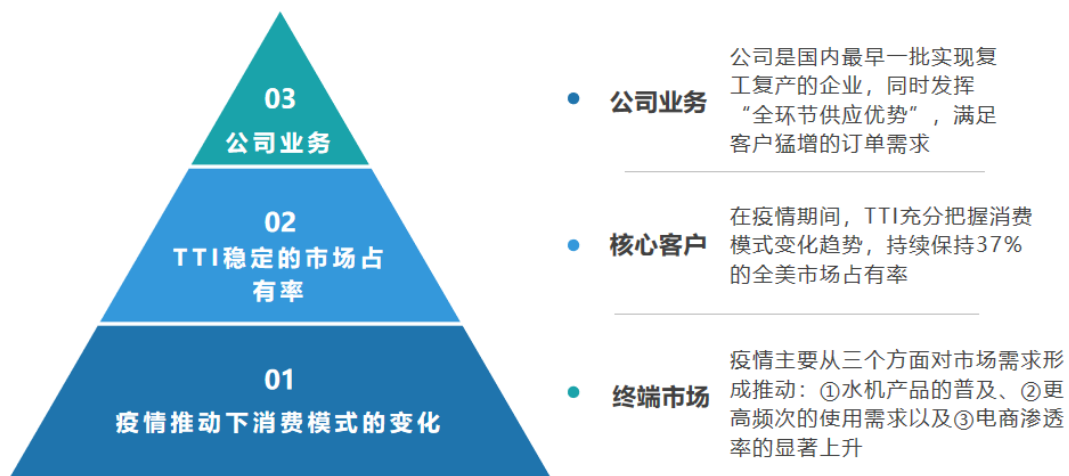 03
公司业务
02
TTI稳定的市场占
有率
01
疫情推动下消费模式的变化
公司业务
公司是国内最早一批实现复
工复产的企业，同时发挥
“全环节供应优势”，满足
客户猛增的订单需求
核心客户
在疫情期间，TTI充分把握消费
模式变化趋势，持续保持37%
的全美市场占有率
终端市场
疫情主要从三个方面对市场需求形
成推动：①水机产品的普及、②更
高频次的使用需求以及③电商渗透
率的显著上升